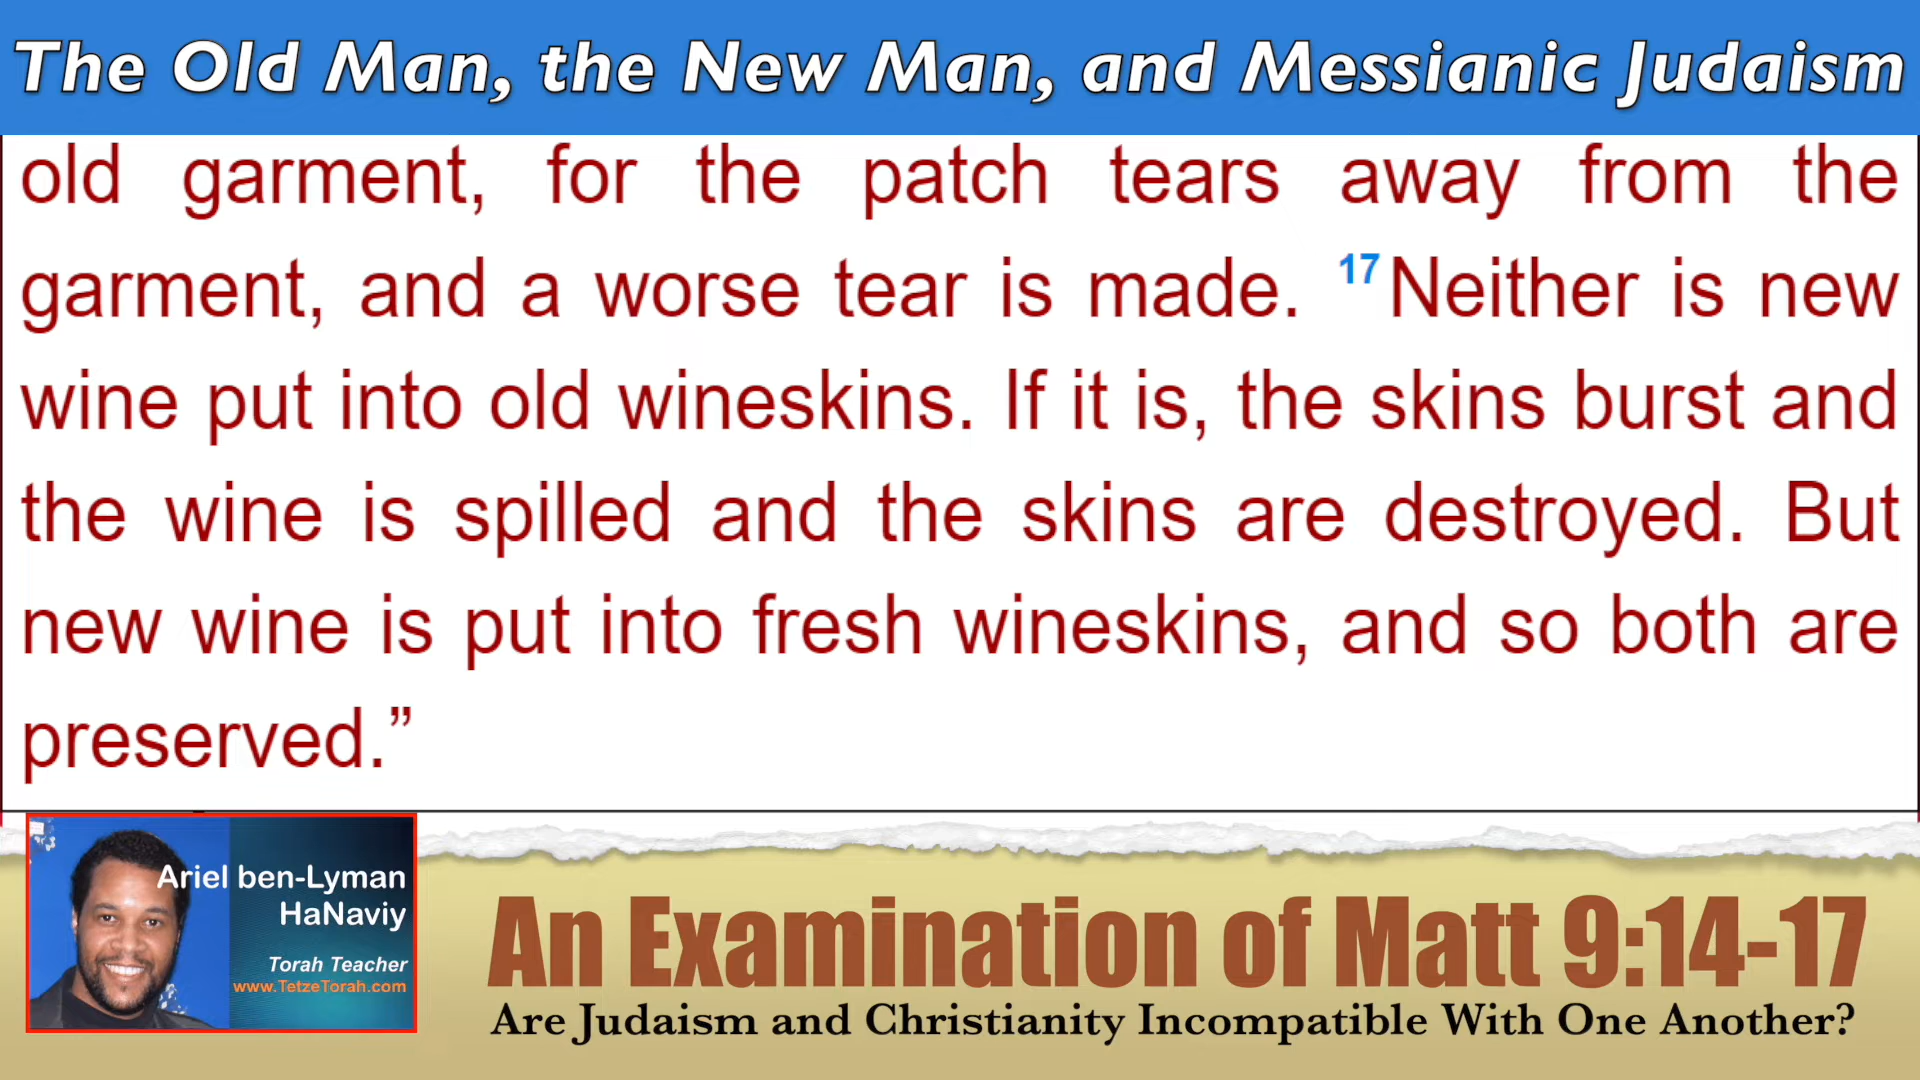 The Old Man, the New Man, and Messianic Judaism
old garment, for the patch tears away from the
garment, and a worse tear is made. 17 Neither is new
wine put into old wineskins. If it is, the skins burst and
the wine is spilled and the skins are destroyed. But
new wine is put into fresh wineskins, and so both are
preserved.”
Ariel ben-Lyman
HaNaviy
Torah Teacher
www.TetzeTorah.com
An Examination of Matt 9:14-17
Are Judaism and Christianity Incompatible With One Another?